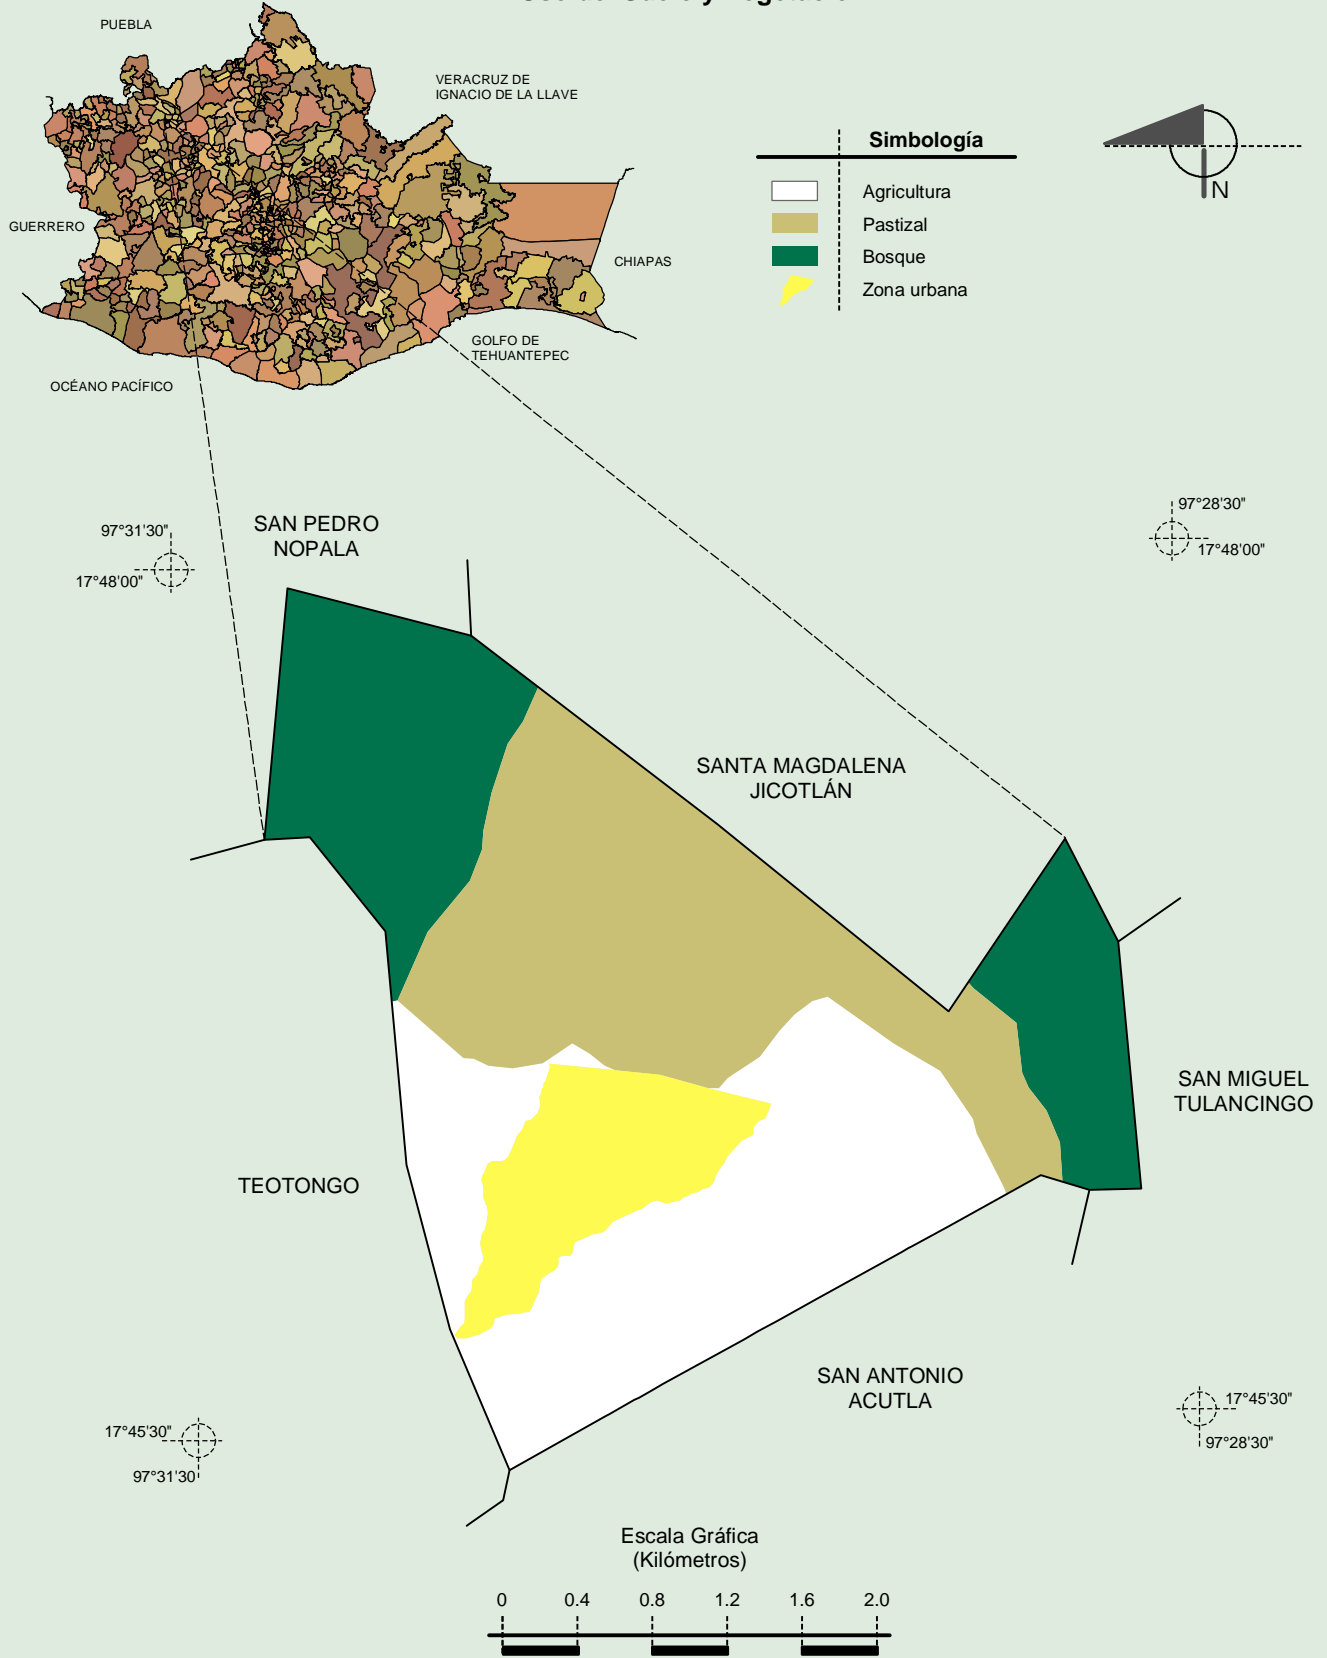 PUEBLA
VERACRUZ DE
IGNACIO DE LA LLAVE
GUERRERO
CHIAPAS
GOLFO DE
TEHUANTEPEC
OCÉANO PACÍFICO
Simbología
Agricultura
Pastizal
Bosque
Zona urbana
N
97°31'30"
17°48'00"
97°28'30"
17°48'00"
SAN PEDRO
NOPALA
SANTA MAGDALENA
JICOTLÁN
SAN MIGUEL
TULANCINGO
TEOTONGO
SAN ANTONIO
ACUTLA
17°45'30"
97°31'30
17°45'30"
97°28'30"
Escala Gráfica
(Kilómetros)
0 0.4 0.8 1.2 1.6 2.0